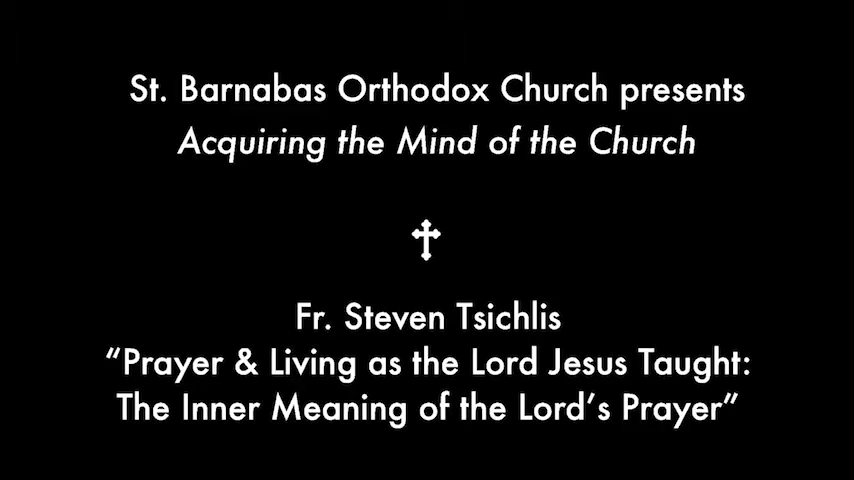 St. Barnabas Orthodox Church presents
Acquiring the Mind of the Church
Fr. Steven Tsichlis
“Prayer & Living as the Lord Jesus Taught:
The Inner Meaning of the Lord’s Prayer”